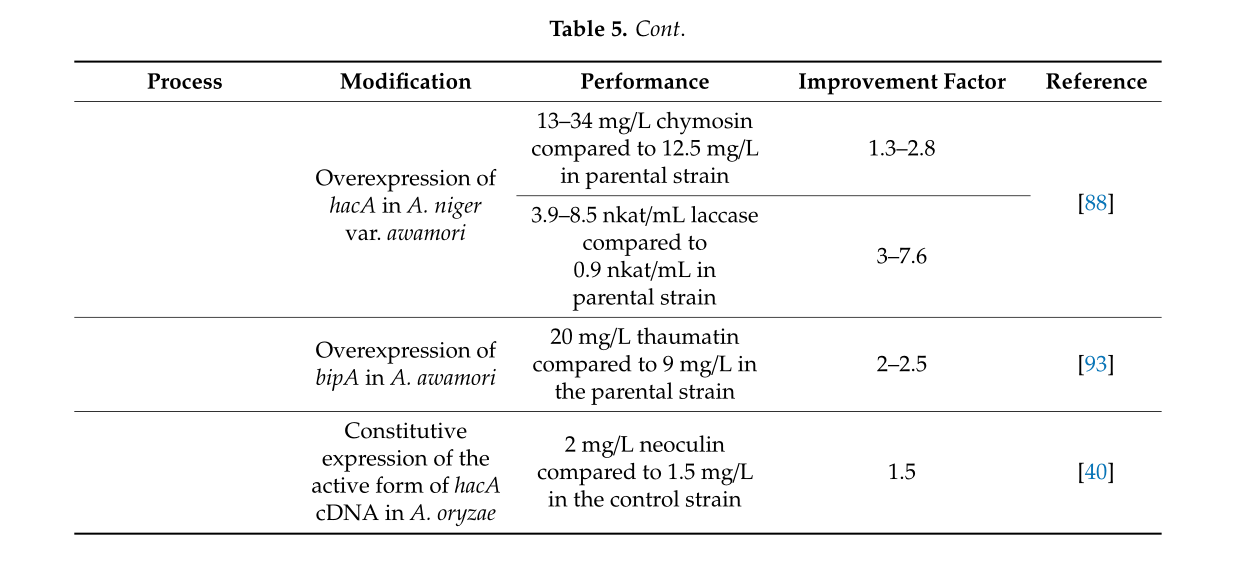 Table 5. Cont.
Process Modification Performance Improvement Factor Reference
Overexpression of
hacA in A. niger
var. awamori
13–34 mg/L chymosin
compared to 12.5 mg/L
in parental strain
1.3–2.8
3.9–8.5 nkat/mL laccase
compared to
0.9 nkat/mL in
parental strain
3–7.6
[88]
Overexpression of
bipA in A. awamori
20 mg/L thaumatin
compared to 9 mg/L in
the parental strain
2–2.5
[93]
Constitutive
expression of the
active form of hacA
cDNA in A. oryzae
2 mg/L neoculin
compared to 1.5 mg/L
in the control strain
1.5
[40]